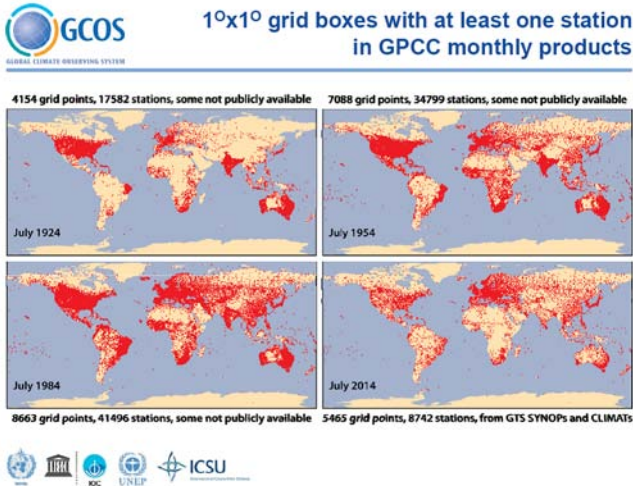 GCOS
GLOBAL CLIMATE OBSERVING SYSTEM
1ᴼx1ᴼ grid boxes with at least one station
in GPCC monthly products
4154 grid points, 17582 stations, some not publicly available
7088 grid points, 34799 stations, some not publicly available
July 1924
July 1954
July 1984
July 2014
8663 grid points, 41496 stations, some not publicly available
5465 grid points, 8742 stations, from GTS SYNOPs and CLIMATs
IOC
UNEP
ICSU